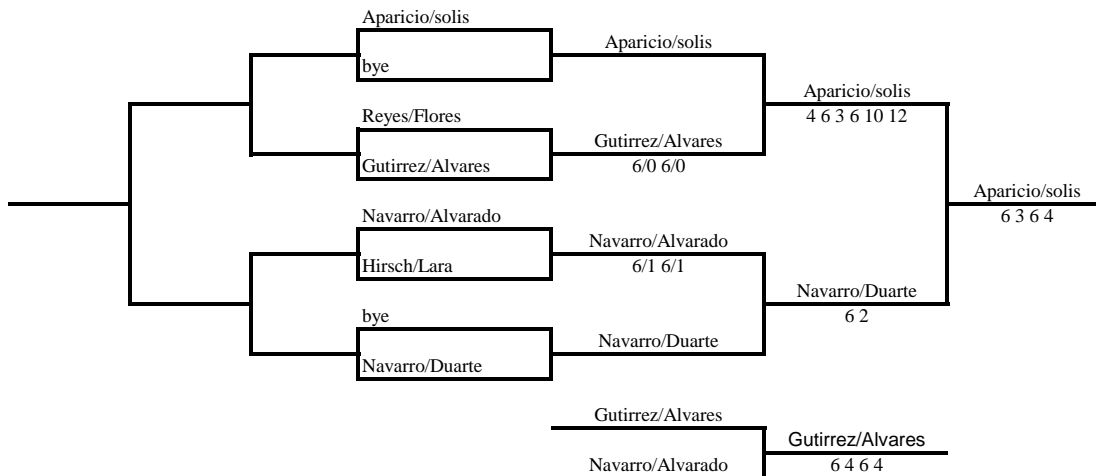 Aparicio/solis
Aparicio/solis
bye
Aparicio/solis
4 6 3 6 10 12
Reyes/Flores
Gutirrez/Alvares
6/0 6/0
Gutirrez/Alvares
Aparicio/solis
6 3 6 4
Navarro/Alvarado
Navarro/Alvarado
6/1 6/1
Hirsch/Lara
Navarro/Duarte
6 2
bye
Navarro/Duarte
Navarro/Duarte
Gutirrez/Alvares
Gutirrez/Alvares
6 4 6 4
Navarro/Alvarado